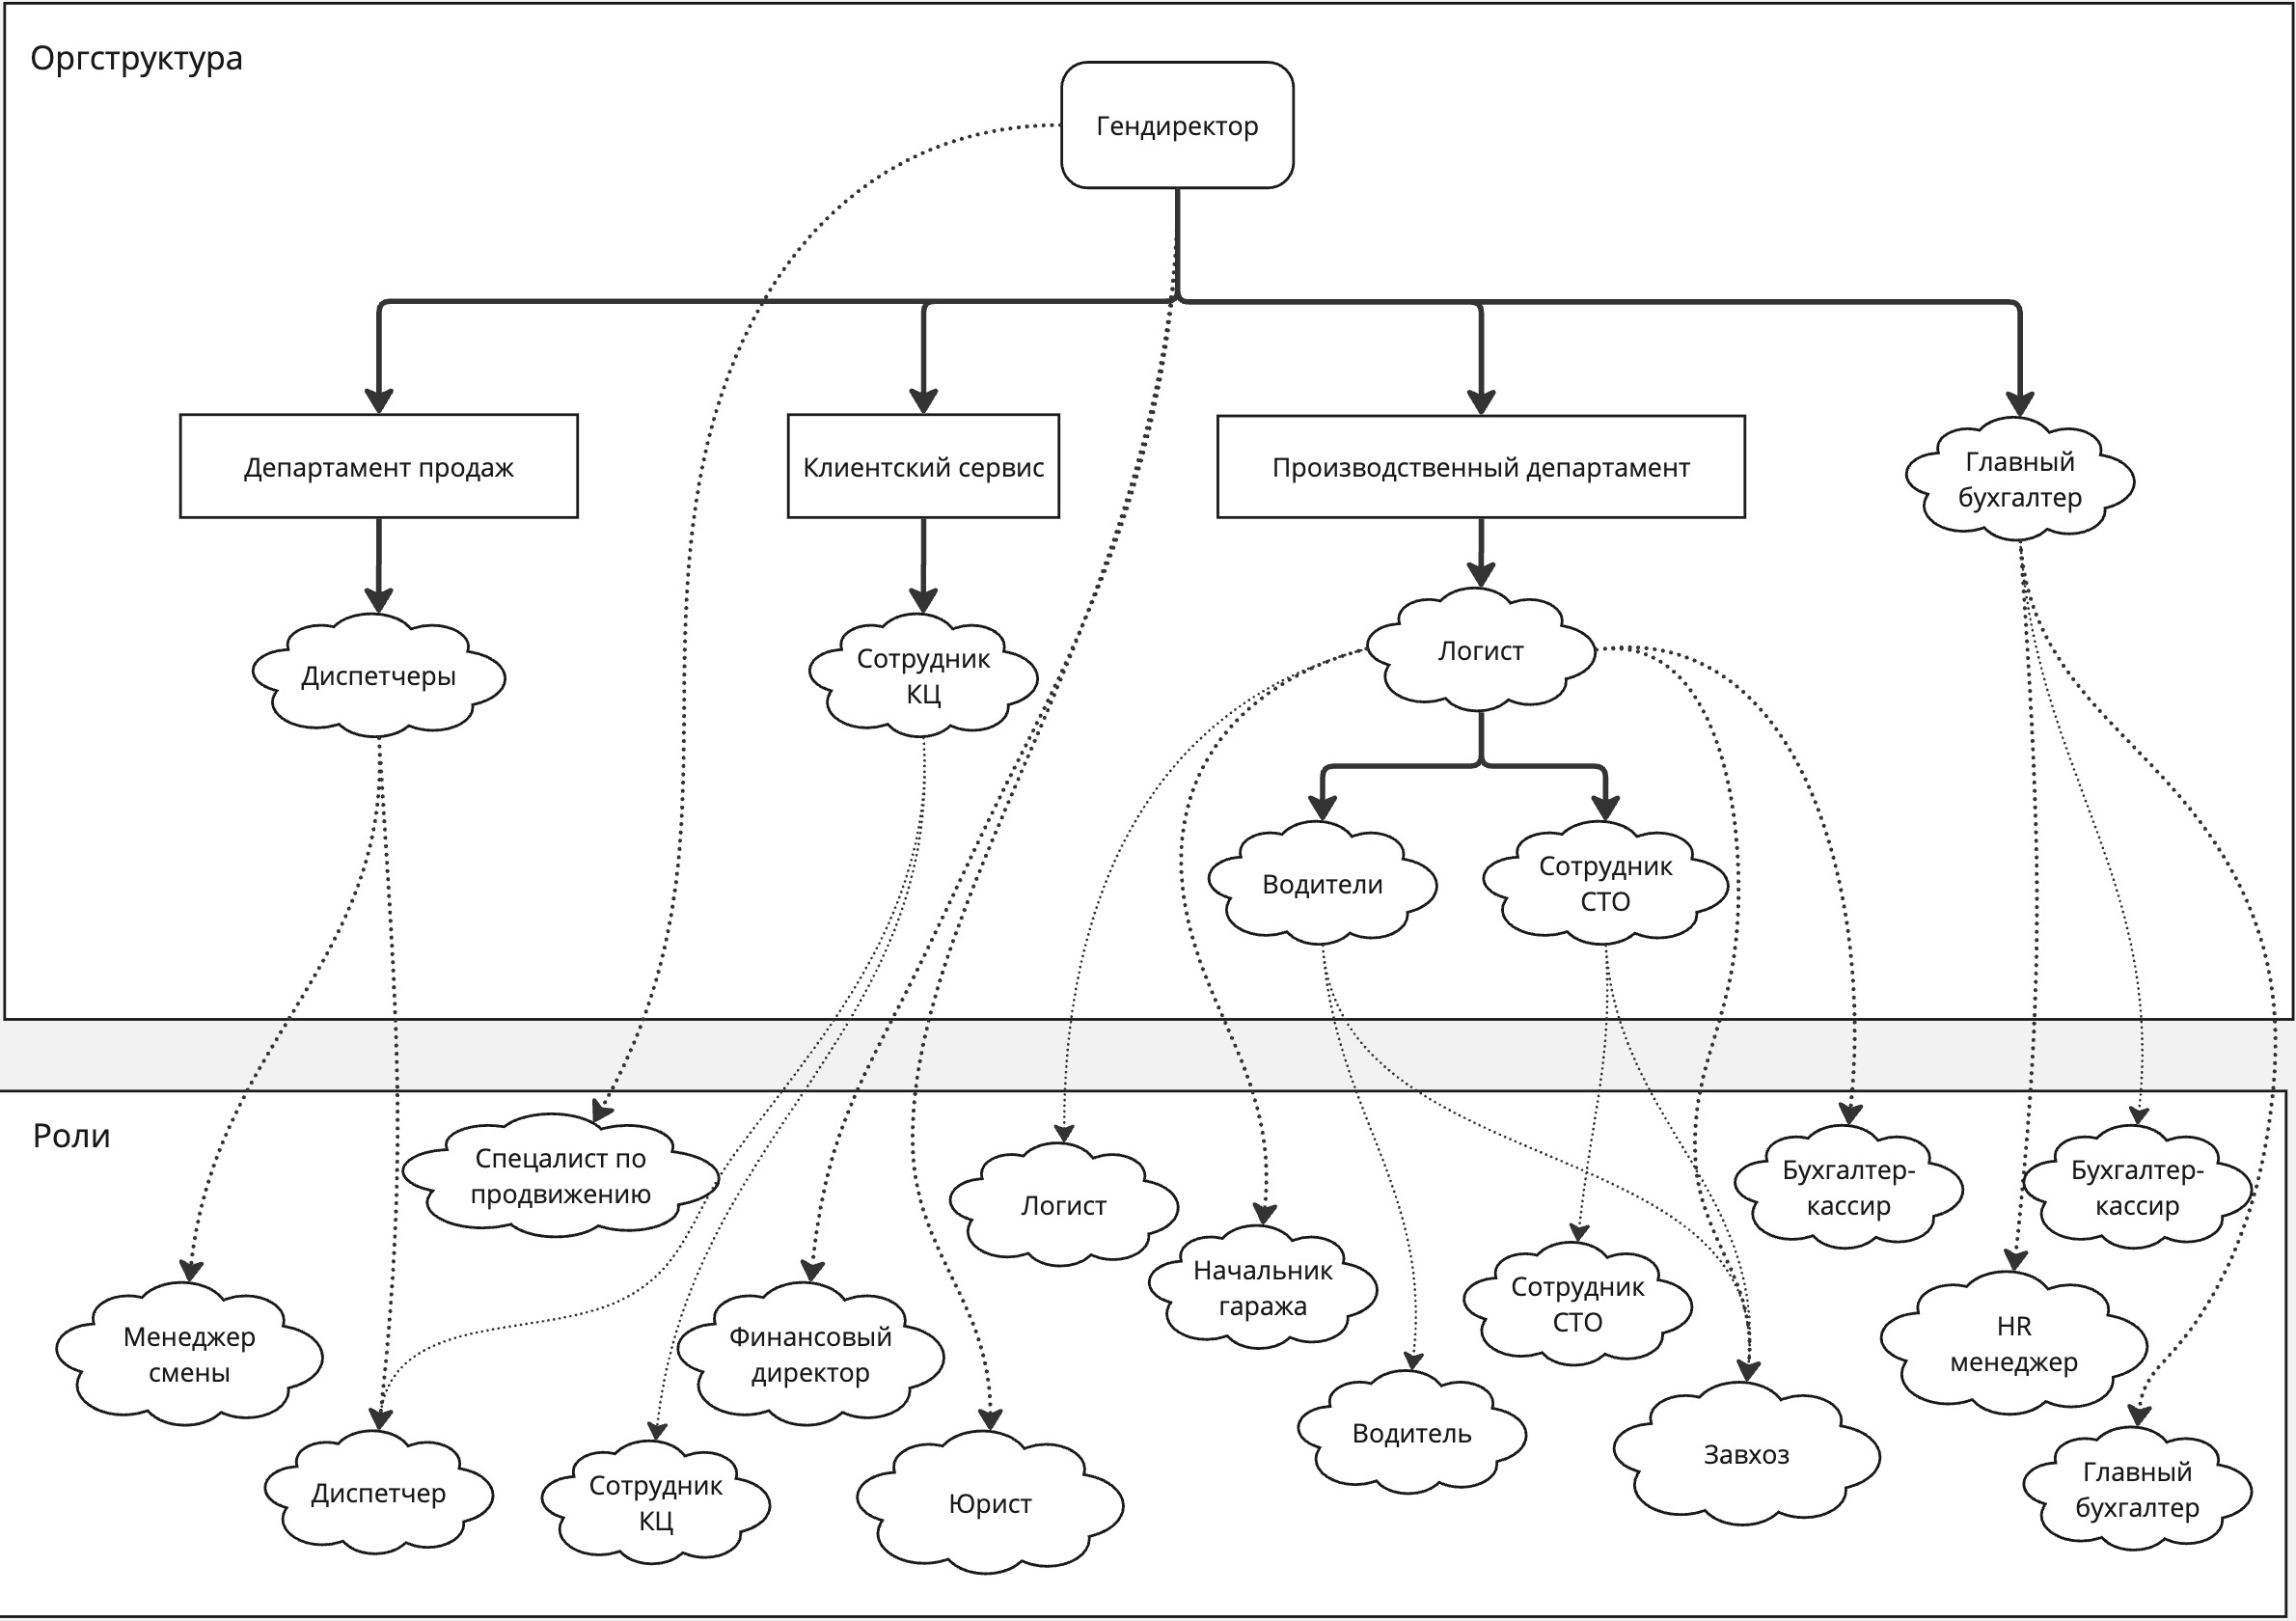 Оргструктура
Гендиректор
Департамент продаж
Клиентский сервис
Производственный департамент
Главный
бухгалтер
Диспетчеры
Сотрудник
КЦ
Логист
Водители
Сотрудник
СТО
Роли
Спецалист по
продвижению
Логист
Бухгалтер-
кассир
Бухгалтер-
кассир
Начальник
гаража
Сотрудник
СТО
Менеджер
смены
Финансовый
директор
HR
менеджер
Диспетчер
Сотрудник
КЦ
Юрист
Водитель
Завхоз
Главный
бухгалтер